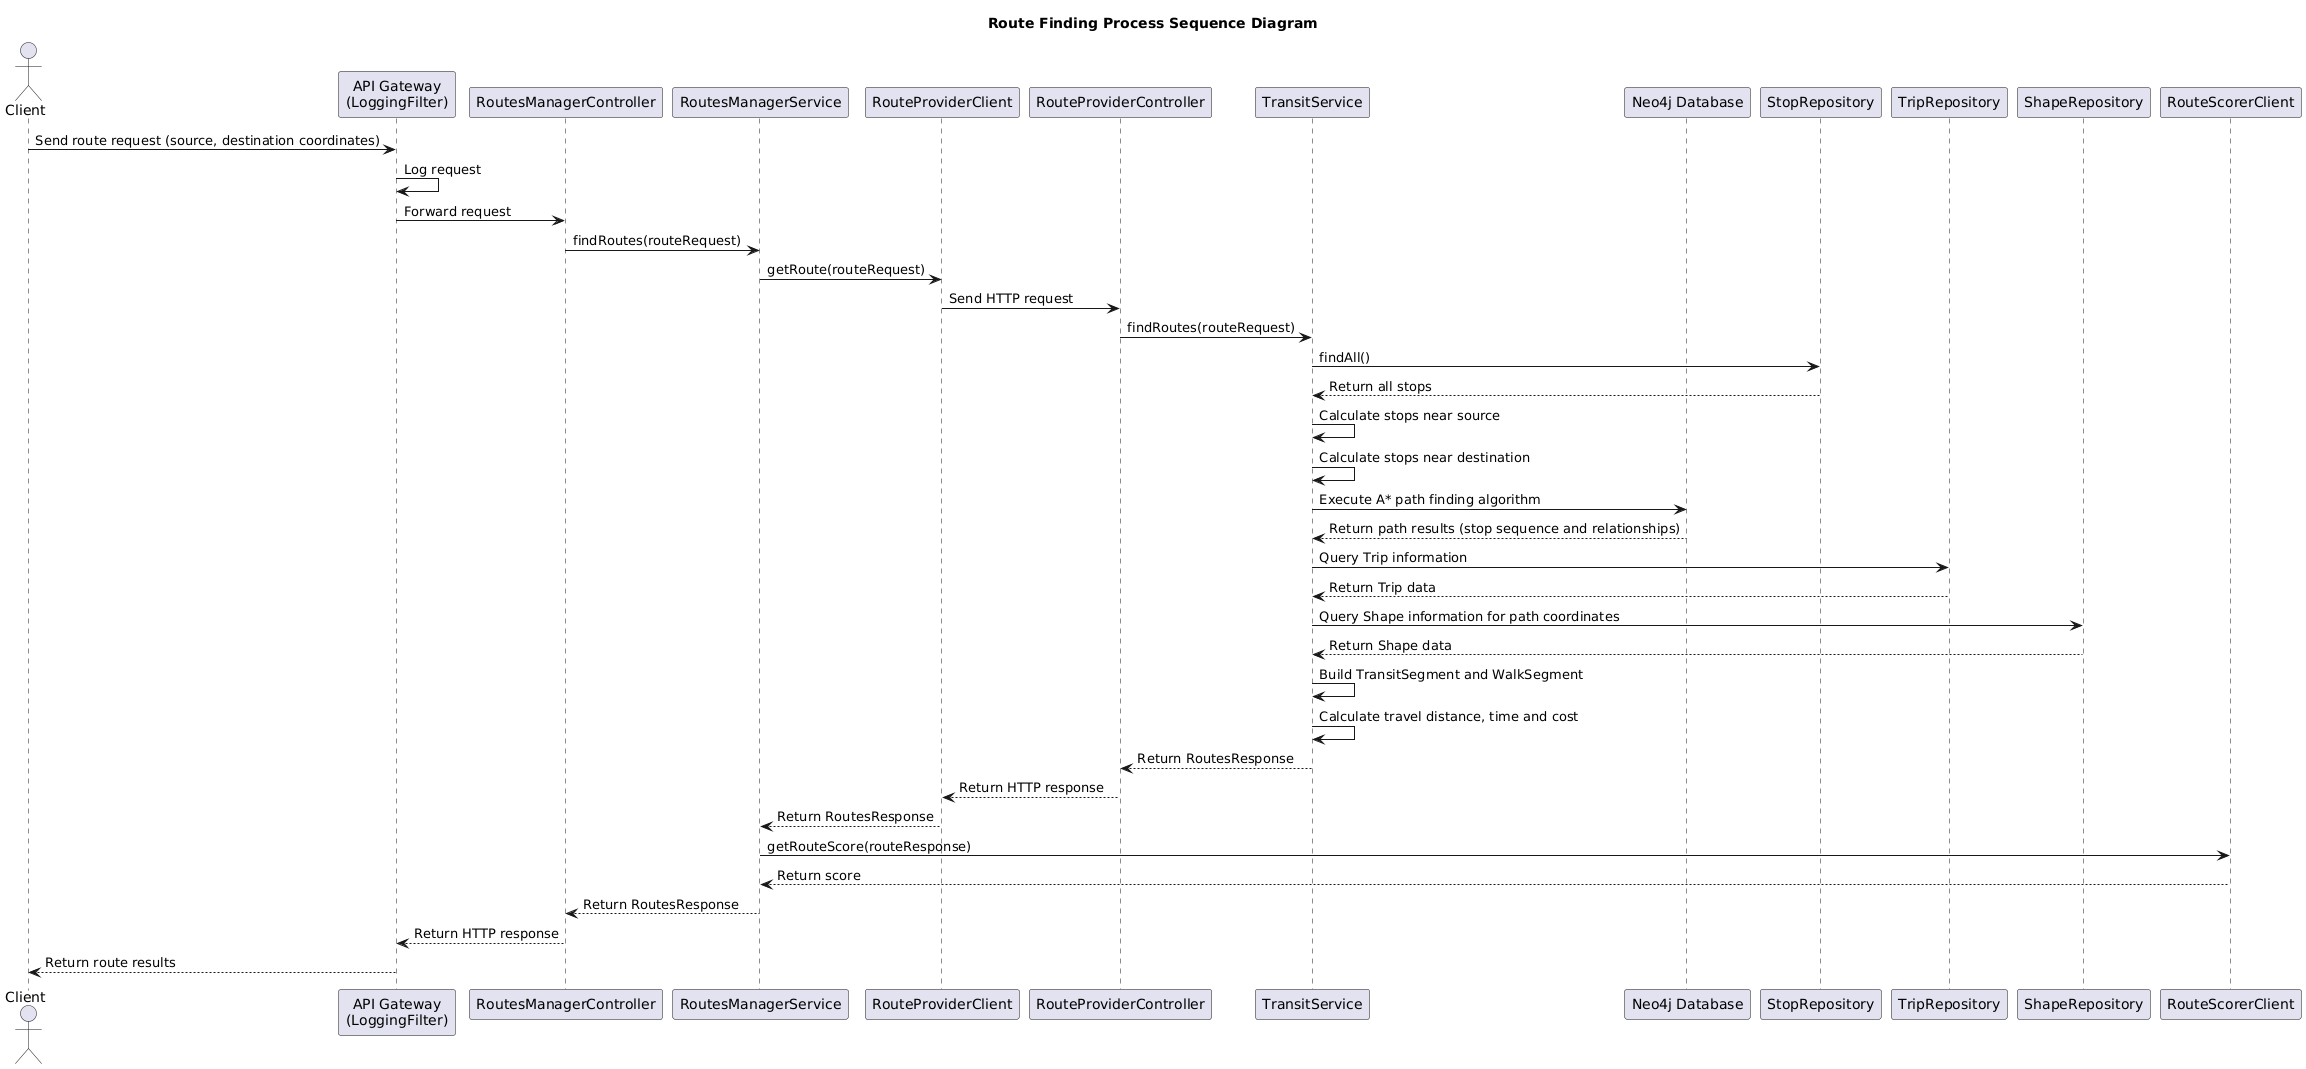 Route Finding Process Sequence Diagram
Client
API Gateway
(LoggingFilter)
RoutesManagerController
RoutesManagerService
RouteProviderClient
RouteProviderController
TransitService
Neo4j Database
StopRepository
TripRepository
ShapeRepository
RouteScorerClient
Send route request (source, destination coordinates)
Log request
Forward request
findRoutes(routeRequest)
getRoute(routeRequest)
Send HTTP request
findRoutes(routeRequest)
findAll()
Return all stops
Calculate stops near source
Calculate stops near destination
Execute A* path finding algorithm
Return path results (stop sequence and relationships)
Query Trip information
Return Trip data
Query Shape information for path coordinates
Return Shape data
Build TransitSegment and WalkSegment
Calculate travel distance, time and cost
Return RoutesResponse
Return HTTP response
Return RoutesResponse
getRouteScore(routeResponse)
Return score
Return RoutesResponse
Return HTTP response
Return route results
Client
API Gateway
(LoggingFilter)
RoutesManagerController
RoutesManagerService
RouteProviderClient
RouteProviderController
TransitService
Neo4j Database
StopRepository
TripRepository
ShapeRepository
RouteScorerClient